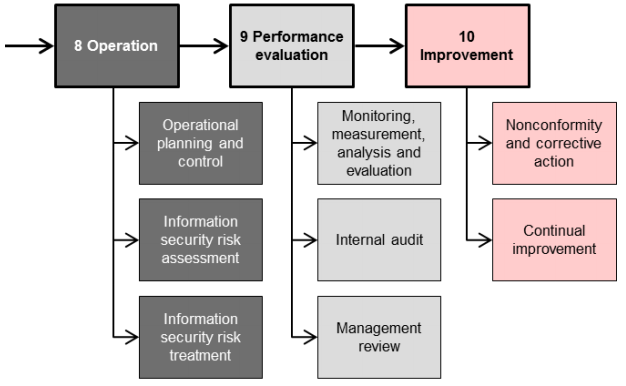 8 Operation
9 Performance
evaluation
10
Improvement
Operational
planning and
control
Information
security risk
assessment
Information
security risk
treatment
Monitoring,
measurement,
analysis and
evaluation
Internal audit
Management
review
Nonconformity
and corrective
action
Continual
improvement